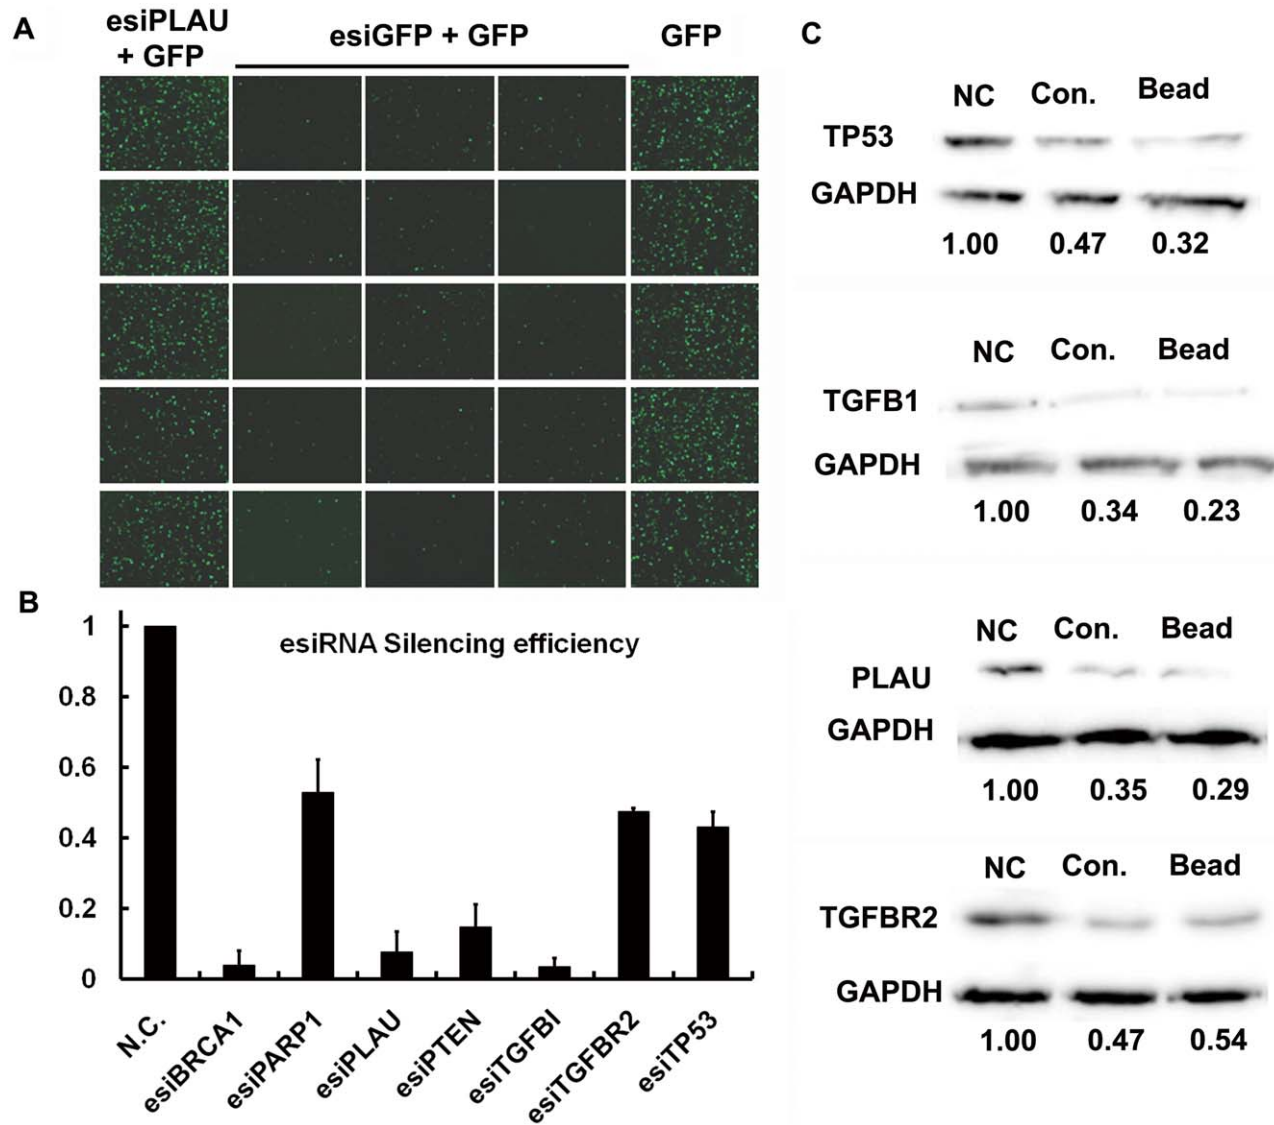 A
esiPLAU
+ GFP
esiGFP + GFP
GFP
B
esiRNA Silencing efficiency
1
0.8
0.6
0.4
0.2
0
N.C.
esiBRCA1
esiPARP1
esiPLAU
esiPTEN
esiTGFBI
esiTGFBR2
esiTP53
C
NC Con. Bead
TP53
GAPDH
1.00 0.47 0.32
NC Con. Bead
TGFB1
GAPDH
1.00 0.34 0.23
NC Con. Bead
PLAU
GAPDH
1.00 0.35 0.29
NC Con. Bead
TGFBR2
GAPDH
1.00 0.47 0.54